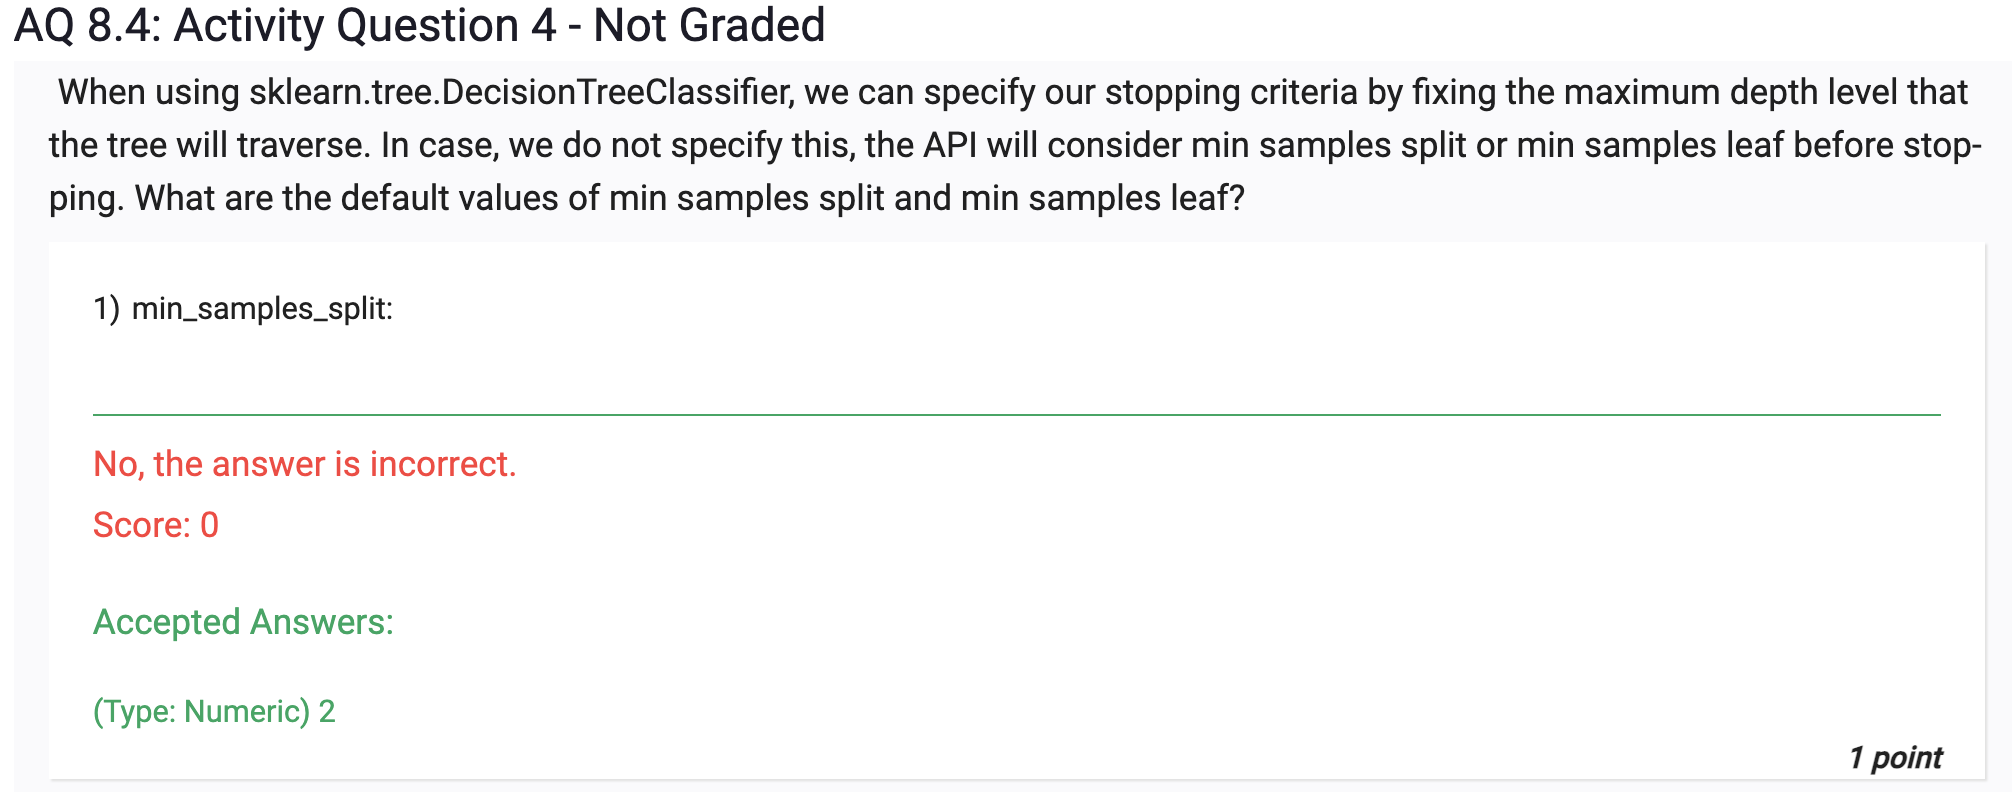 AQ 8.4: Activity Question 4 - Not Graded
When using sklearn.tree.DecisionTreeClassifier, we can specify our stopping criteria by fixing the maximum depth level that
the tree will traverse. In case, we do not specify this, the API will consider min samples split or min samples leaf before stop-
ping. What are the default values of min samples split and min samples leaf?
1) min_samples_split:
No, the answer is incorrect.
Score: 0
Accepted Answers:
(Type: Numeric) 2
1 point